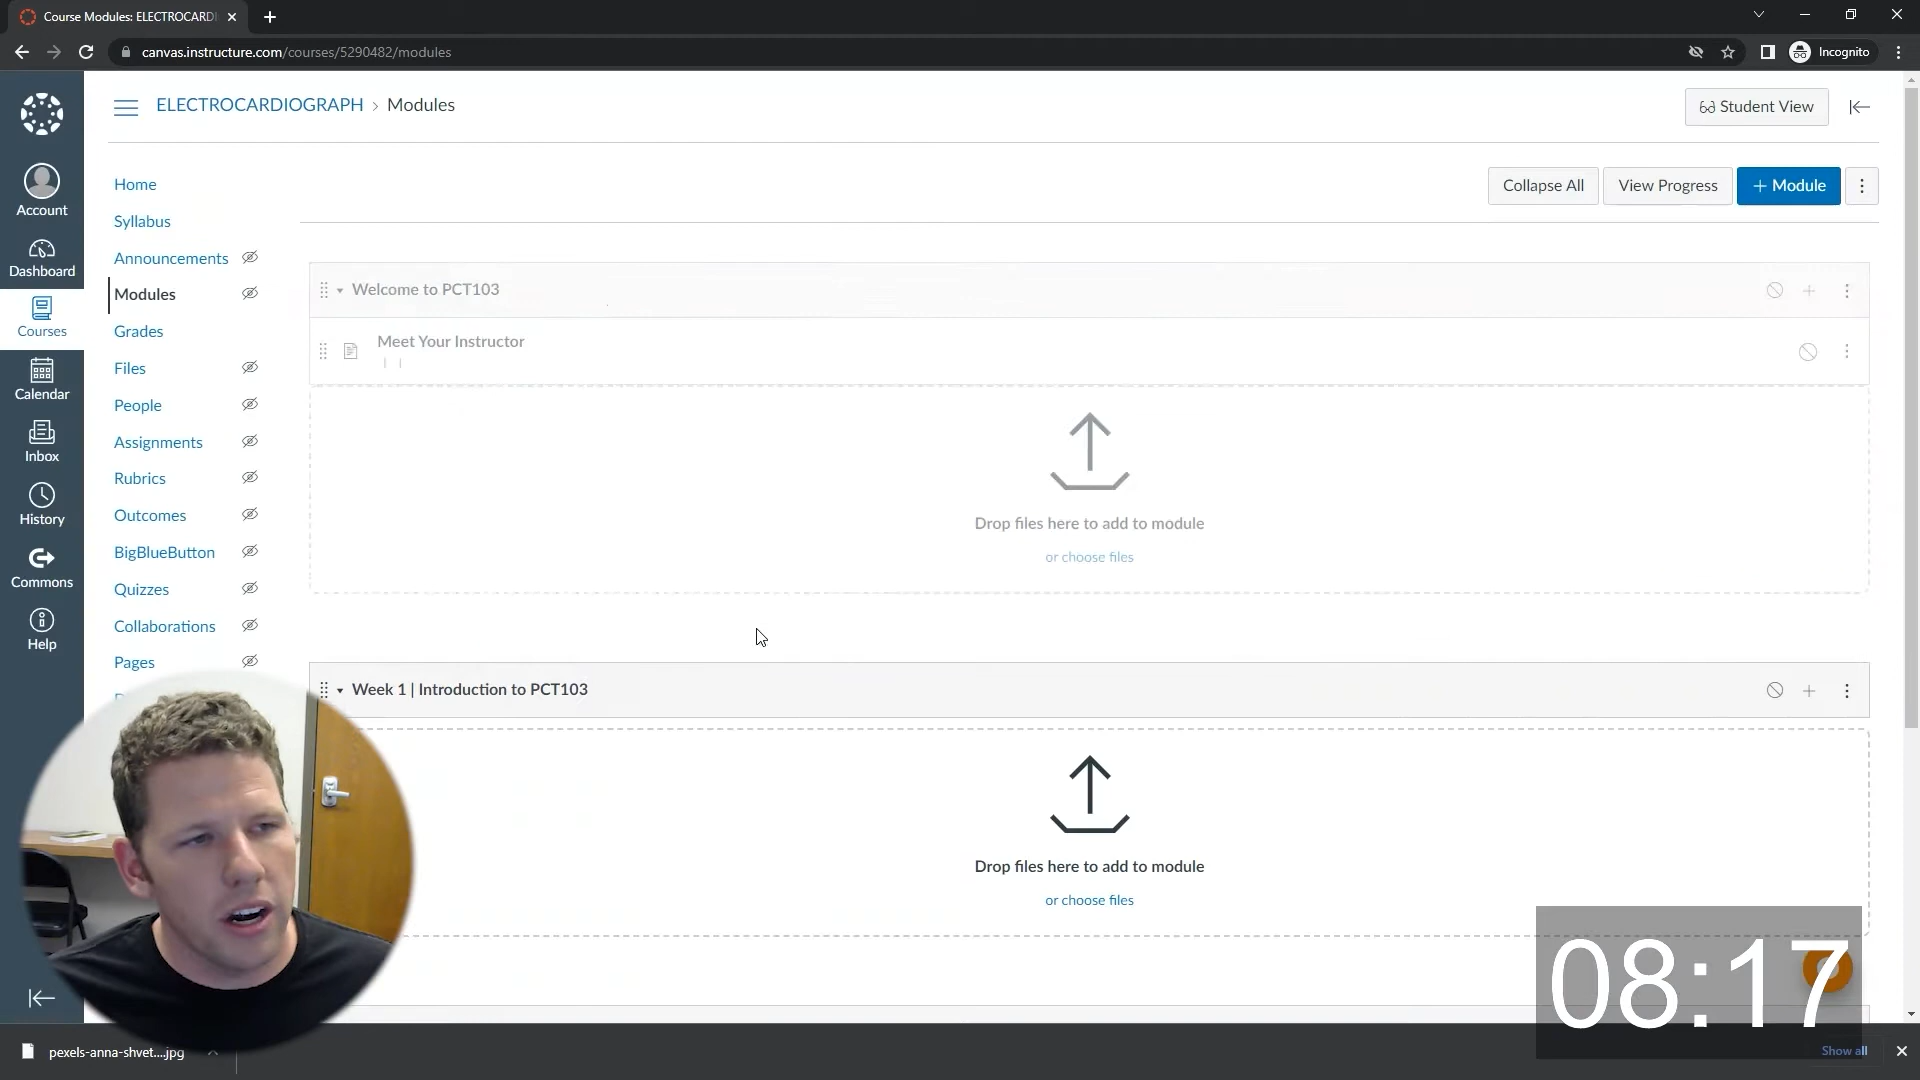 Course Modules: ELECTROCARDI
canvas.instructure.com/courses/5290482/modules
Incognito
ELECTROCARDIOGRAPH > Modules
Student View
Account
Dashboard
Courses
Calendar
Inbox
History
Commons
Help
Home
Syllabus
Announcements
Modules
Grades
Files
People
Assignments
Rubrics
Outcomes
BigBlueButton
Quizzes
Collaborations
Pages
Collapse All
View Progress
+ Module
Welcome to PCT103
Meet Your Instructor
| |
Drop files here to add to module
or choose files
Week 1 | Introduction to PCT103
Drop files here to add to module
or choose files
08:17
pexels-anna-shvet....jpg
Show all